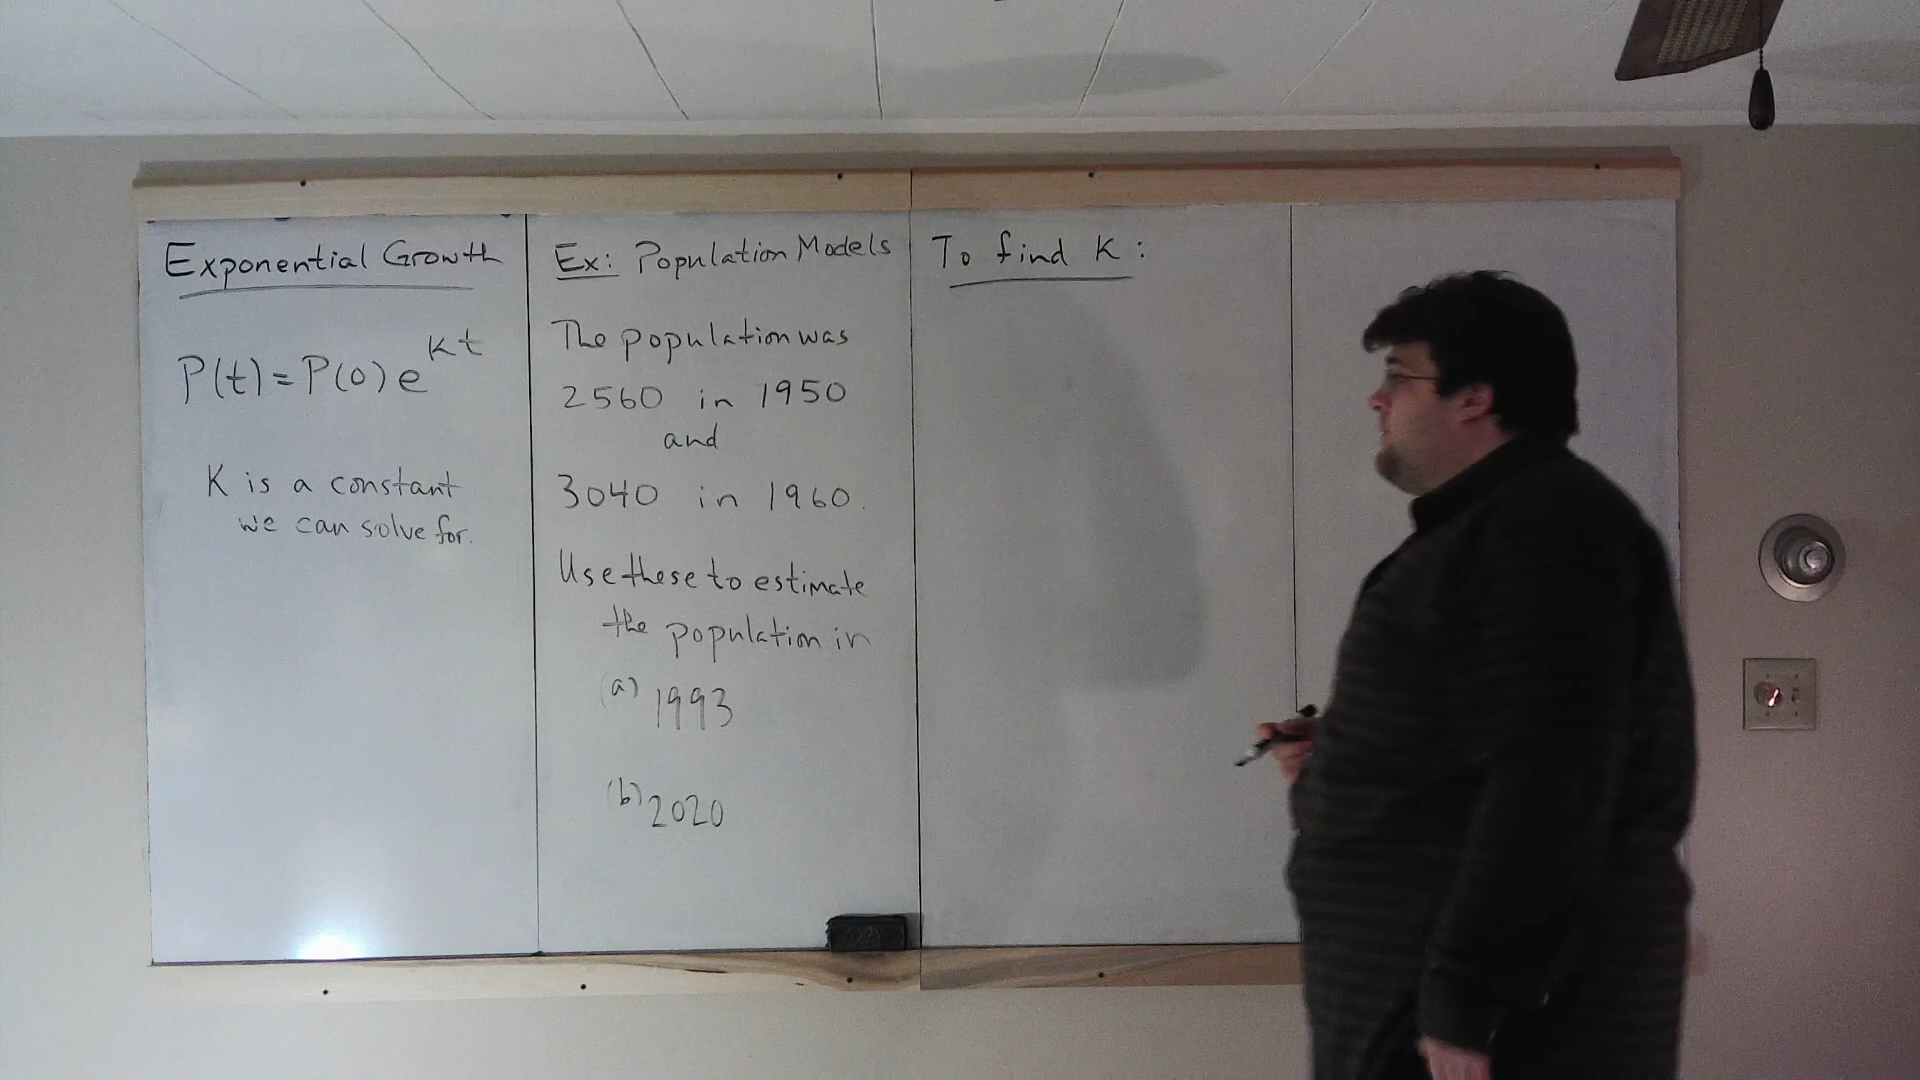 Exponential Growth
P(t) = P(0) e^{Kt}
K is a constant
we can solve for.
Ex: Population Models
The population was
2560 in 1950
and
3040 in 1960.
Use these to estimate
the population in
(a) 1993
(b) 2020
To find K: